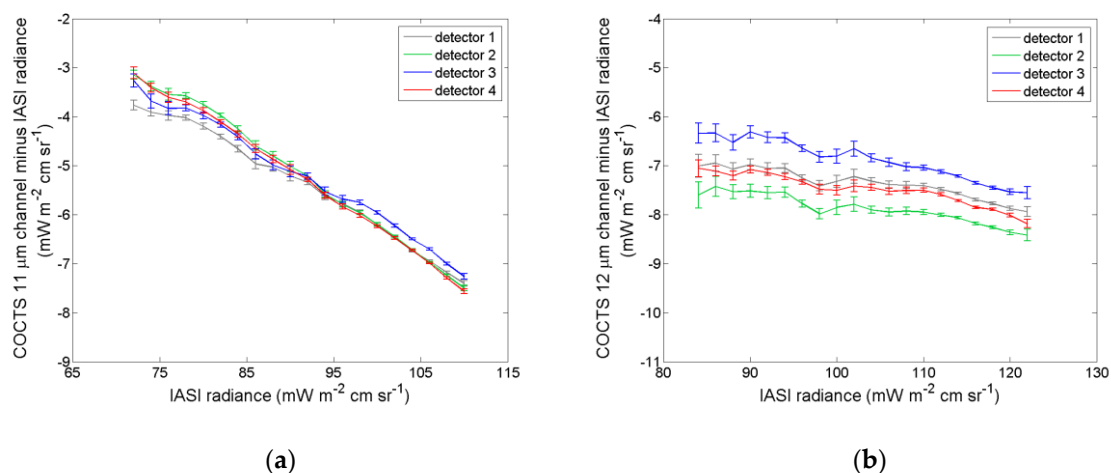 COCTS 11 μm channel minus IASI radiance
(mW m⁻² cm sr⁻¹)
-2
-3
-4
-5
-6
-7
-8
-9
65
75
85
95
105
115
IASI radiance (mW m⁻² cm sr⁻¹)
detector 1
detector 2
detector 3
detector 4
(a)
COCTS 12 μm channel minus IASI radiance
(mW m⁻² cm sr⁻¹)
-4
-5
-6
-7
-8
-9
-10
-11
80
90
100
110
120
130
IASI radiance (mW m⁻² cm sr⁻¹)
detector 1
detector 2
detector 3
detector 4
(b)